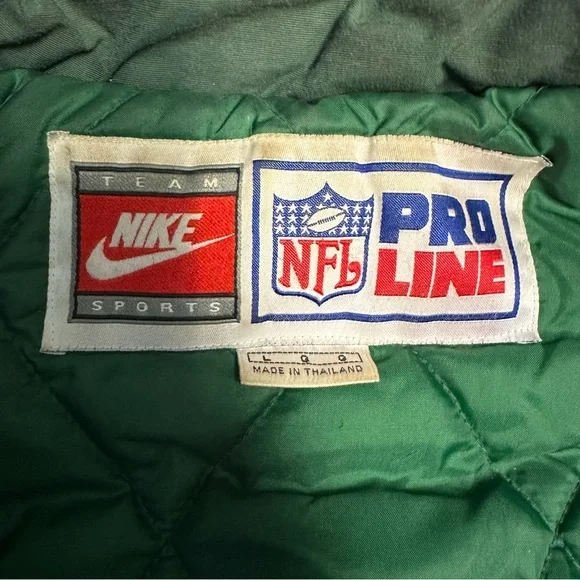 TEAM
NIKE
SPORTS
NFL
PRO
LINE
L G G
MADE IN THAILAND